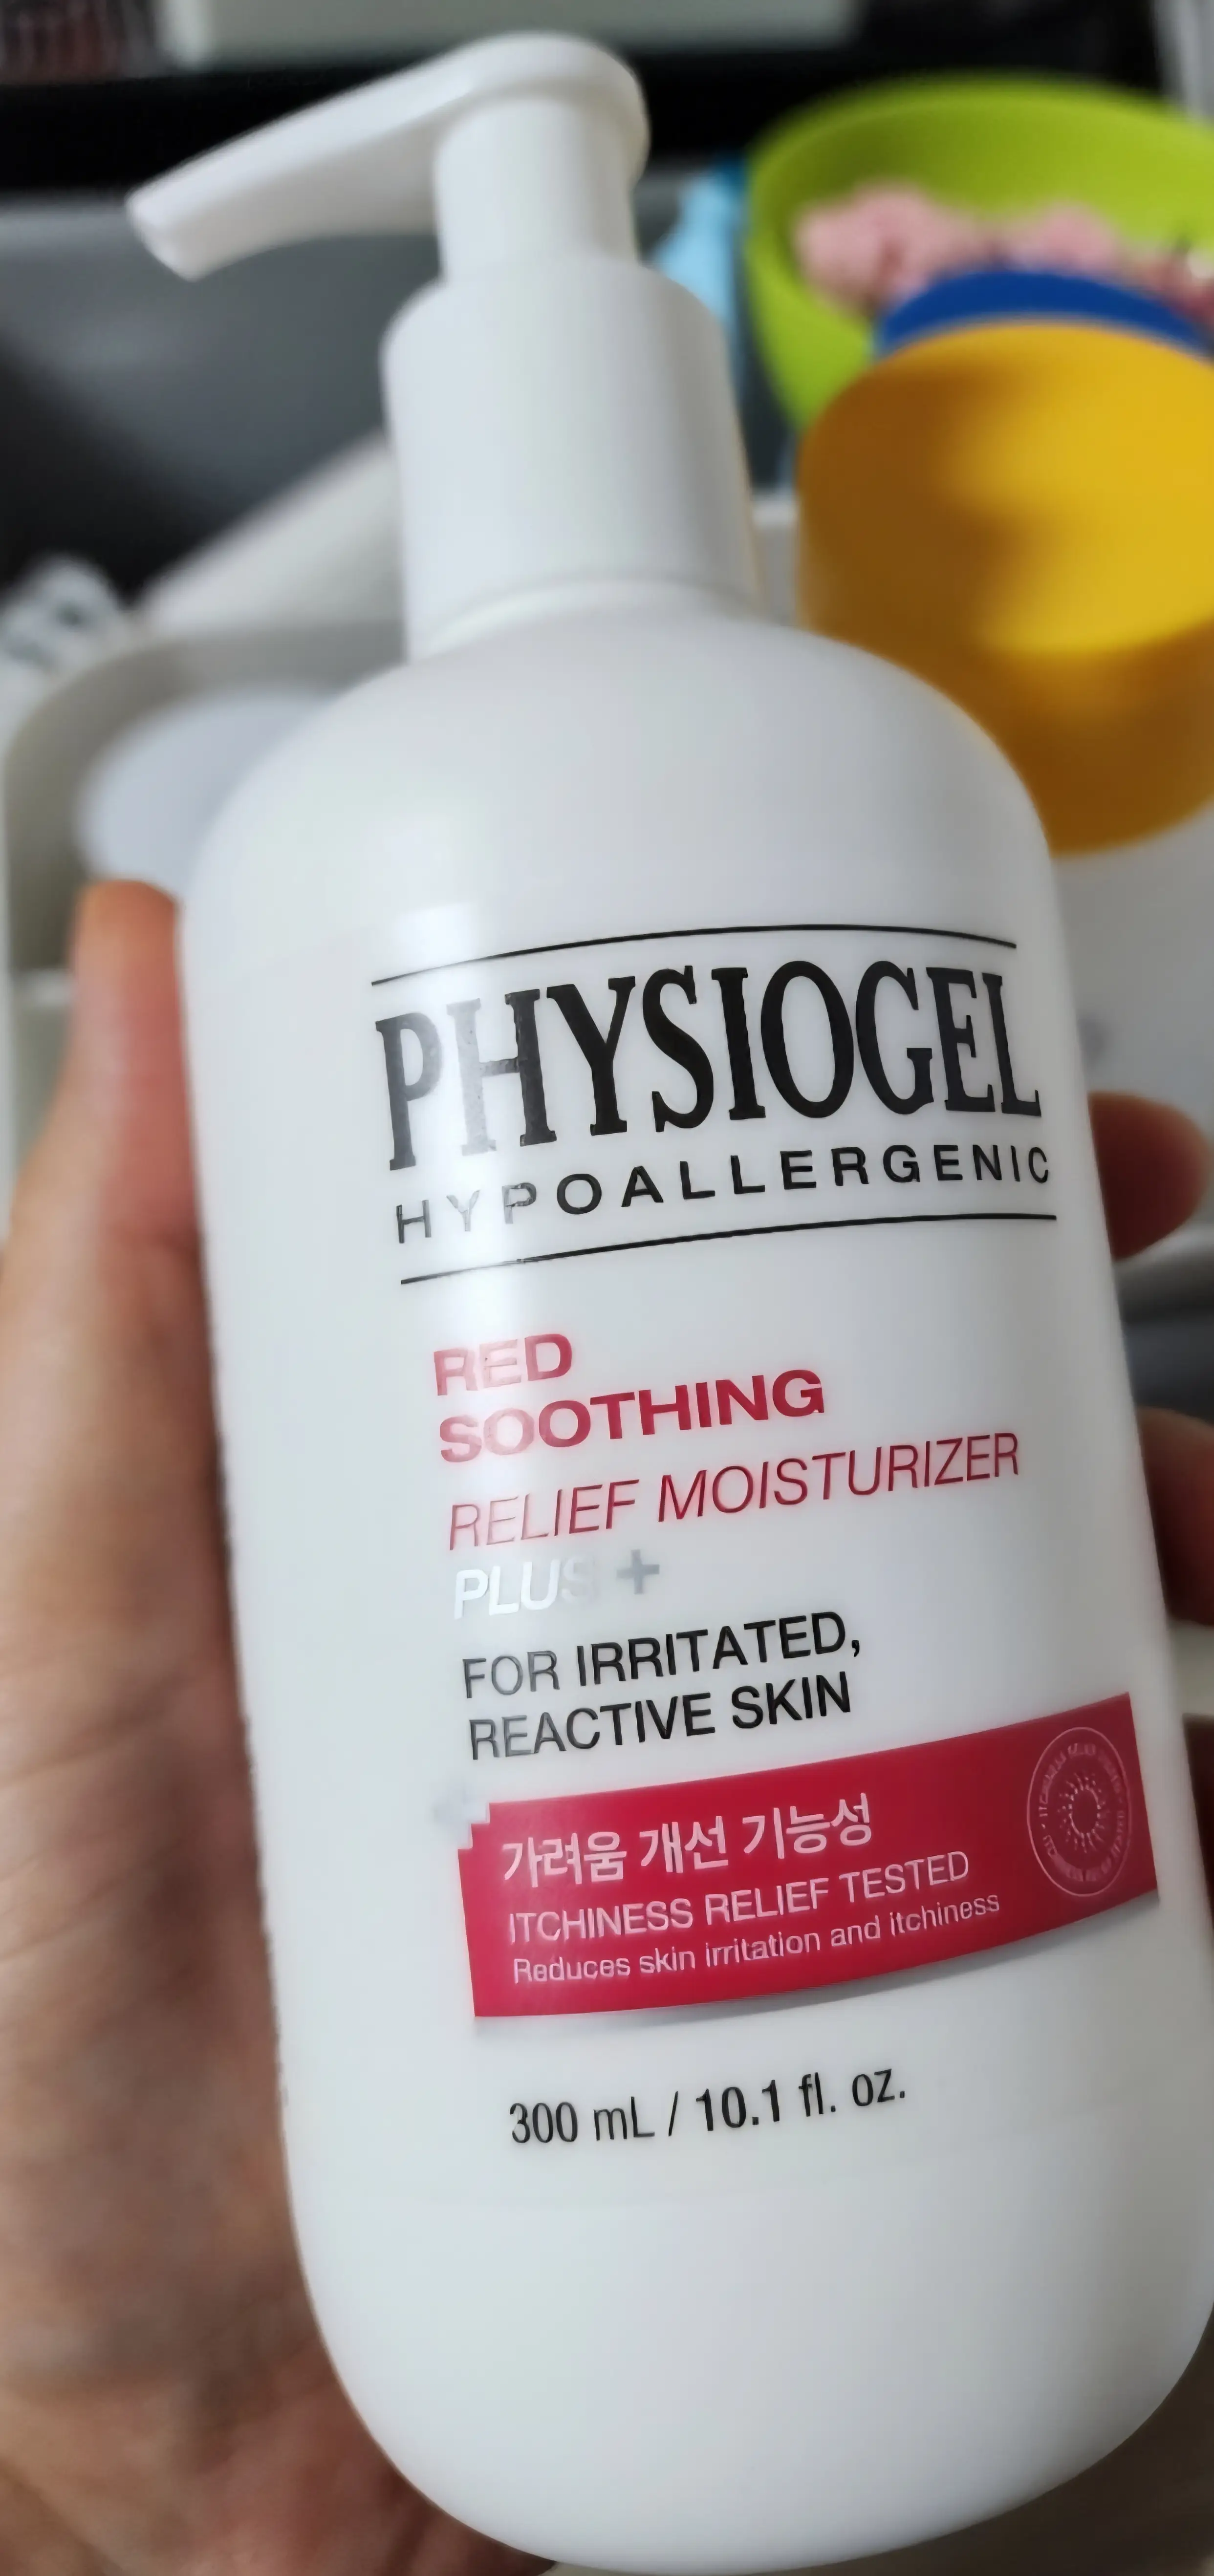 PHYSIOGEL
HYPOALLERGENIC
RED
SOOTHING
RELIEF MOISTURIZER
PLUS +
FOR IRRITATED,
REACTIVE SKIN
가려움 개선 기능성
ITCHINESS RELIEF TESTED
Reduces skin irritation and itchiness
300 mL / 10.1 fl. oz.